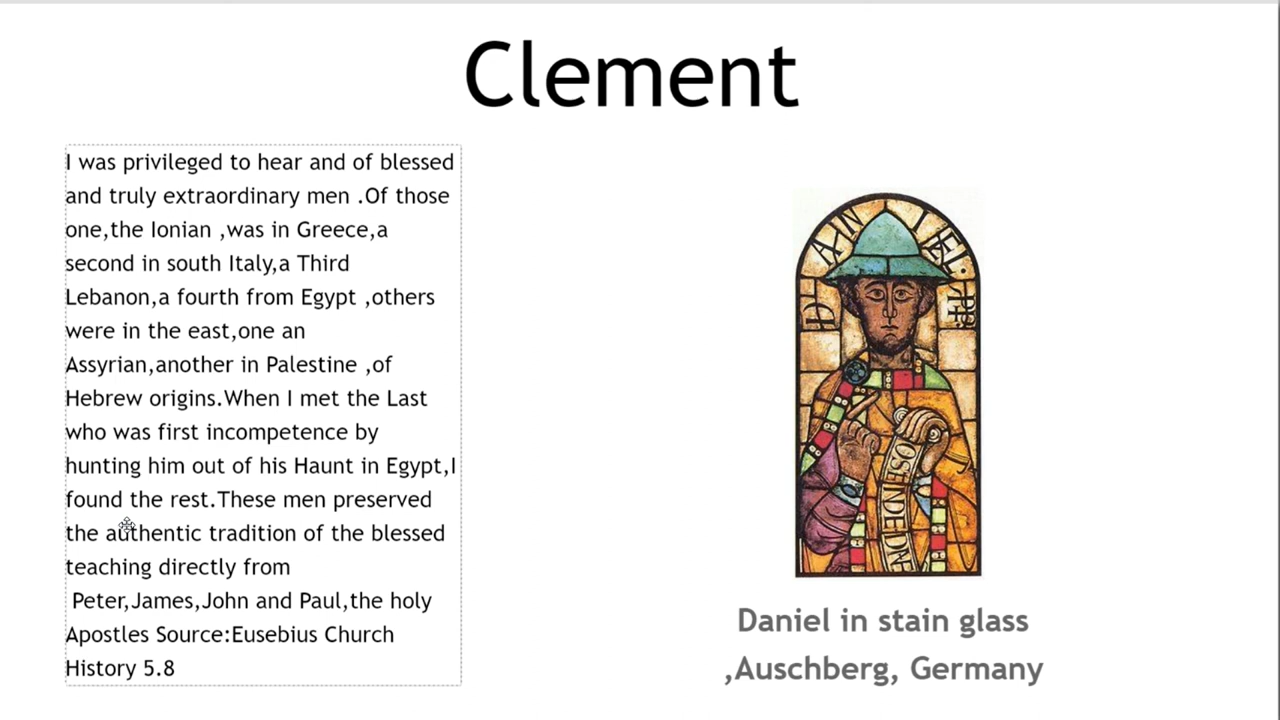 Clement
I was privileged to hear and of blessed
and truly extraordinary men .Of those
one,the Ionian ,was in Greece,a
second in south Italy,a Third
Lebanon,a fourth from Egypt ,others
were in the east,one an
Assyrian,another in Palestine ,of
Hebrew origins.When I met the Last
who was first incompetence by
hunting him out of his Haunt in Egypt,I
found the rest.These men preserved
the authentic tradition of the blessed
teaching directly from
Peter,James,John and Paul,the holy
Apostles Source:Eusebius Church
History 5.8
Daniel in stain glass
,Auschberg, Germany